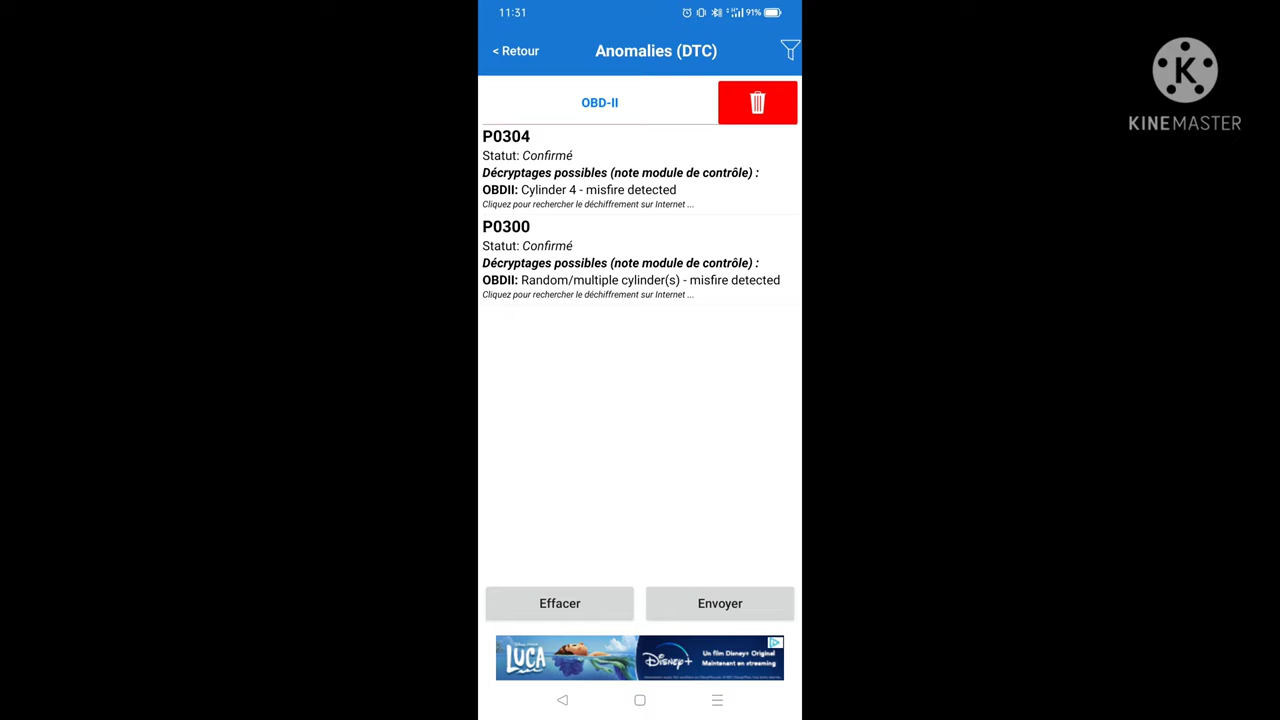 11:31
91%
< Retour
Anomalies (DTC)
KINEMASTER
OBD-II
P0304
Statut: Confirmé
Décryptages possibles (note module de contrôle) :
OBDII: Cylinder 4 - misfire detected
Cliquez pour rechercher le déchiffrement sur Internet ...
P0300
Statut: Confirmé
Décryptages possibles (note module de contrôle) :
OBDII: Random/multiple cylinder(s) - misfire detected
Cliquez pour rechercher le déchiffrement sur Internet ...
Effacer
Envoyer
LUCA
Disney+
Un film Disney+ Original
Maintenant en streaming